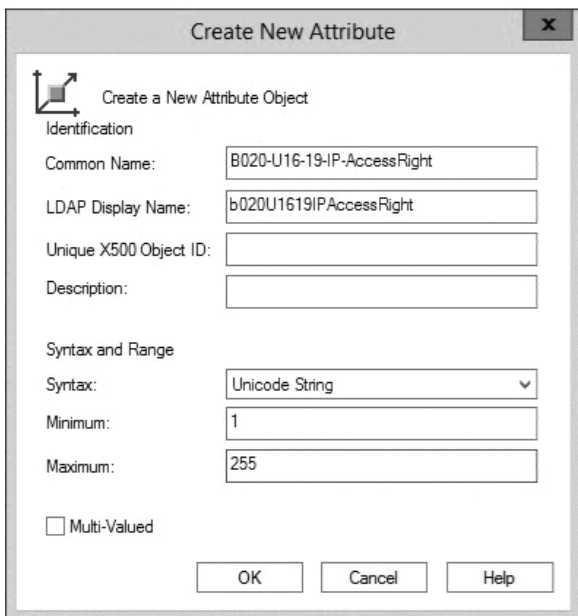 Create New Attribute
x
Create a New Attribute Object
Identification
Common Name: B020-U16-19-IP-AccessRight
LDAP Display Name: b020U1619IPAccessRight
Unique X500 Object ID:
Description:
Syntax and Range
Syntax: Unicode String
Minimum: 1
Maximum: 255
Multi-Valued
OK Cancel Help